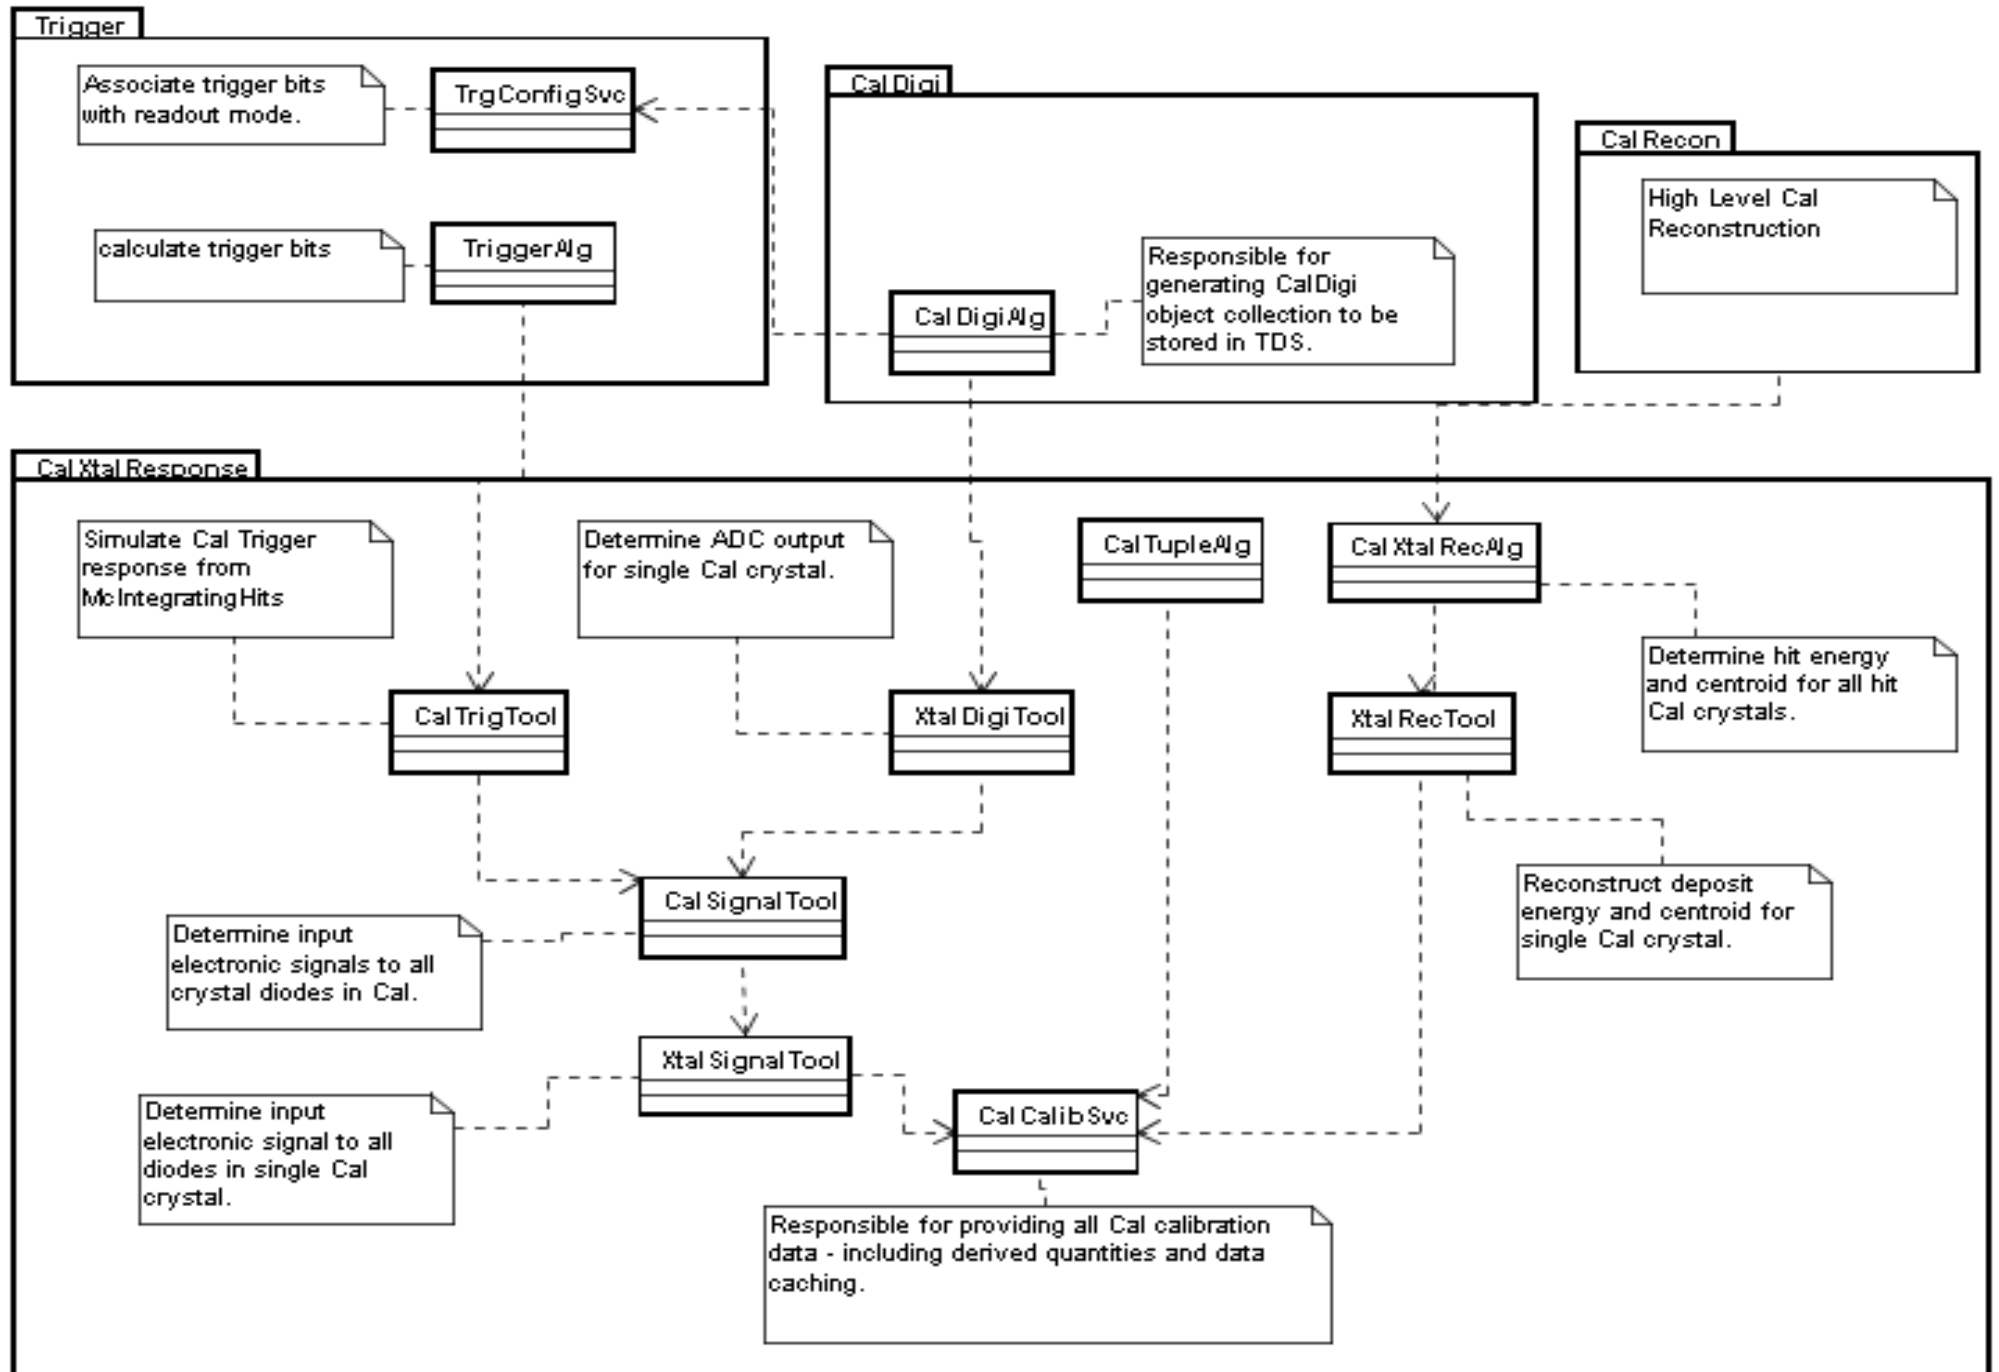 Trigger
Associate trigger bits
with readout mode.
TrgConfigSvc
calculate trigger bits
TriggerAlg
CalDigi
CalDigiAlg
Responsible for
generating CalDigi
object collection to be
stored in TDS.
CalRecon
High Level Cal
Reconstruction
CalXtalResponse
Simulate Cal Trigger
response from
McIntegratingHits
Determine ADC output
for single Cal crystal.
CalTupleAlg
CalXtalRecAlg
Determine hit energy
and centroid for all hit
Cal crystals.
CalTrigTool
XtalDigiTool
XtalRecTool
Reconstruct deposit
energy and centroid for
single Cal crystal.
CalSignalTool
Determine input
electronic signals to all
crystal diodes in Cal.
XtalSignalTool
Determine input
electronic signal to all
diodes in single Cal
crystal.
CalCalibSvc
Responsible for providing all Cal calibration
data - including derived quantities and data
caching.